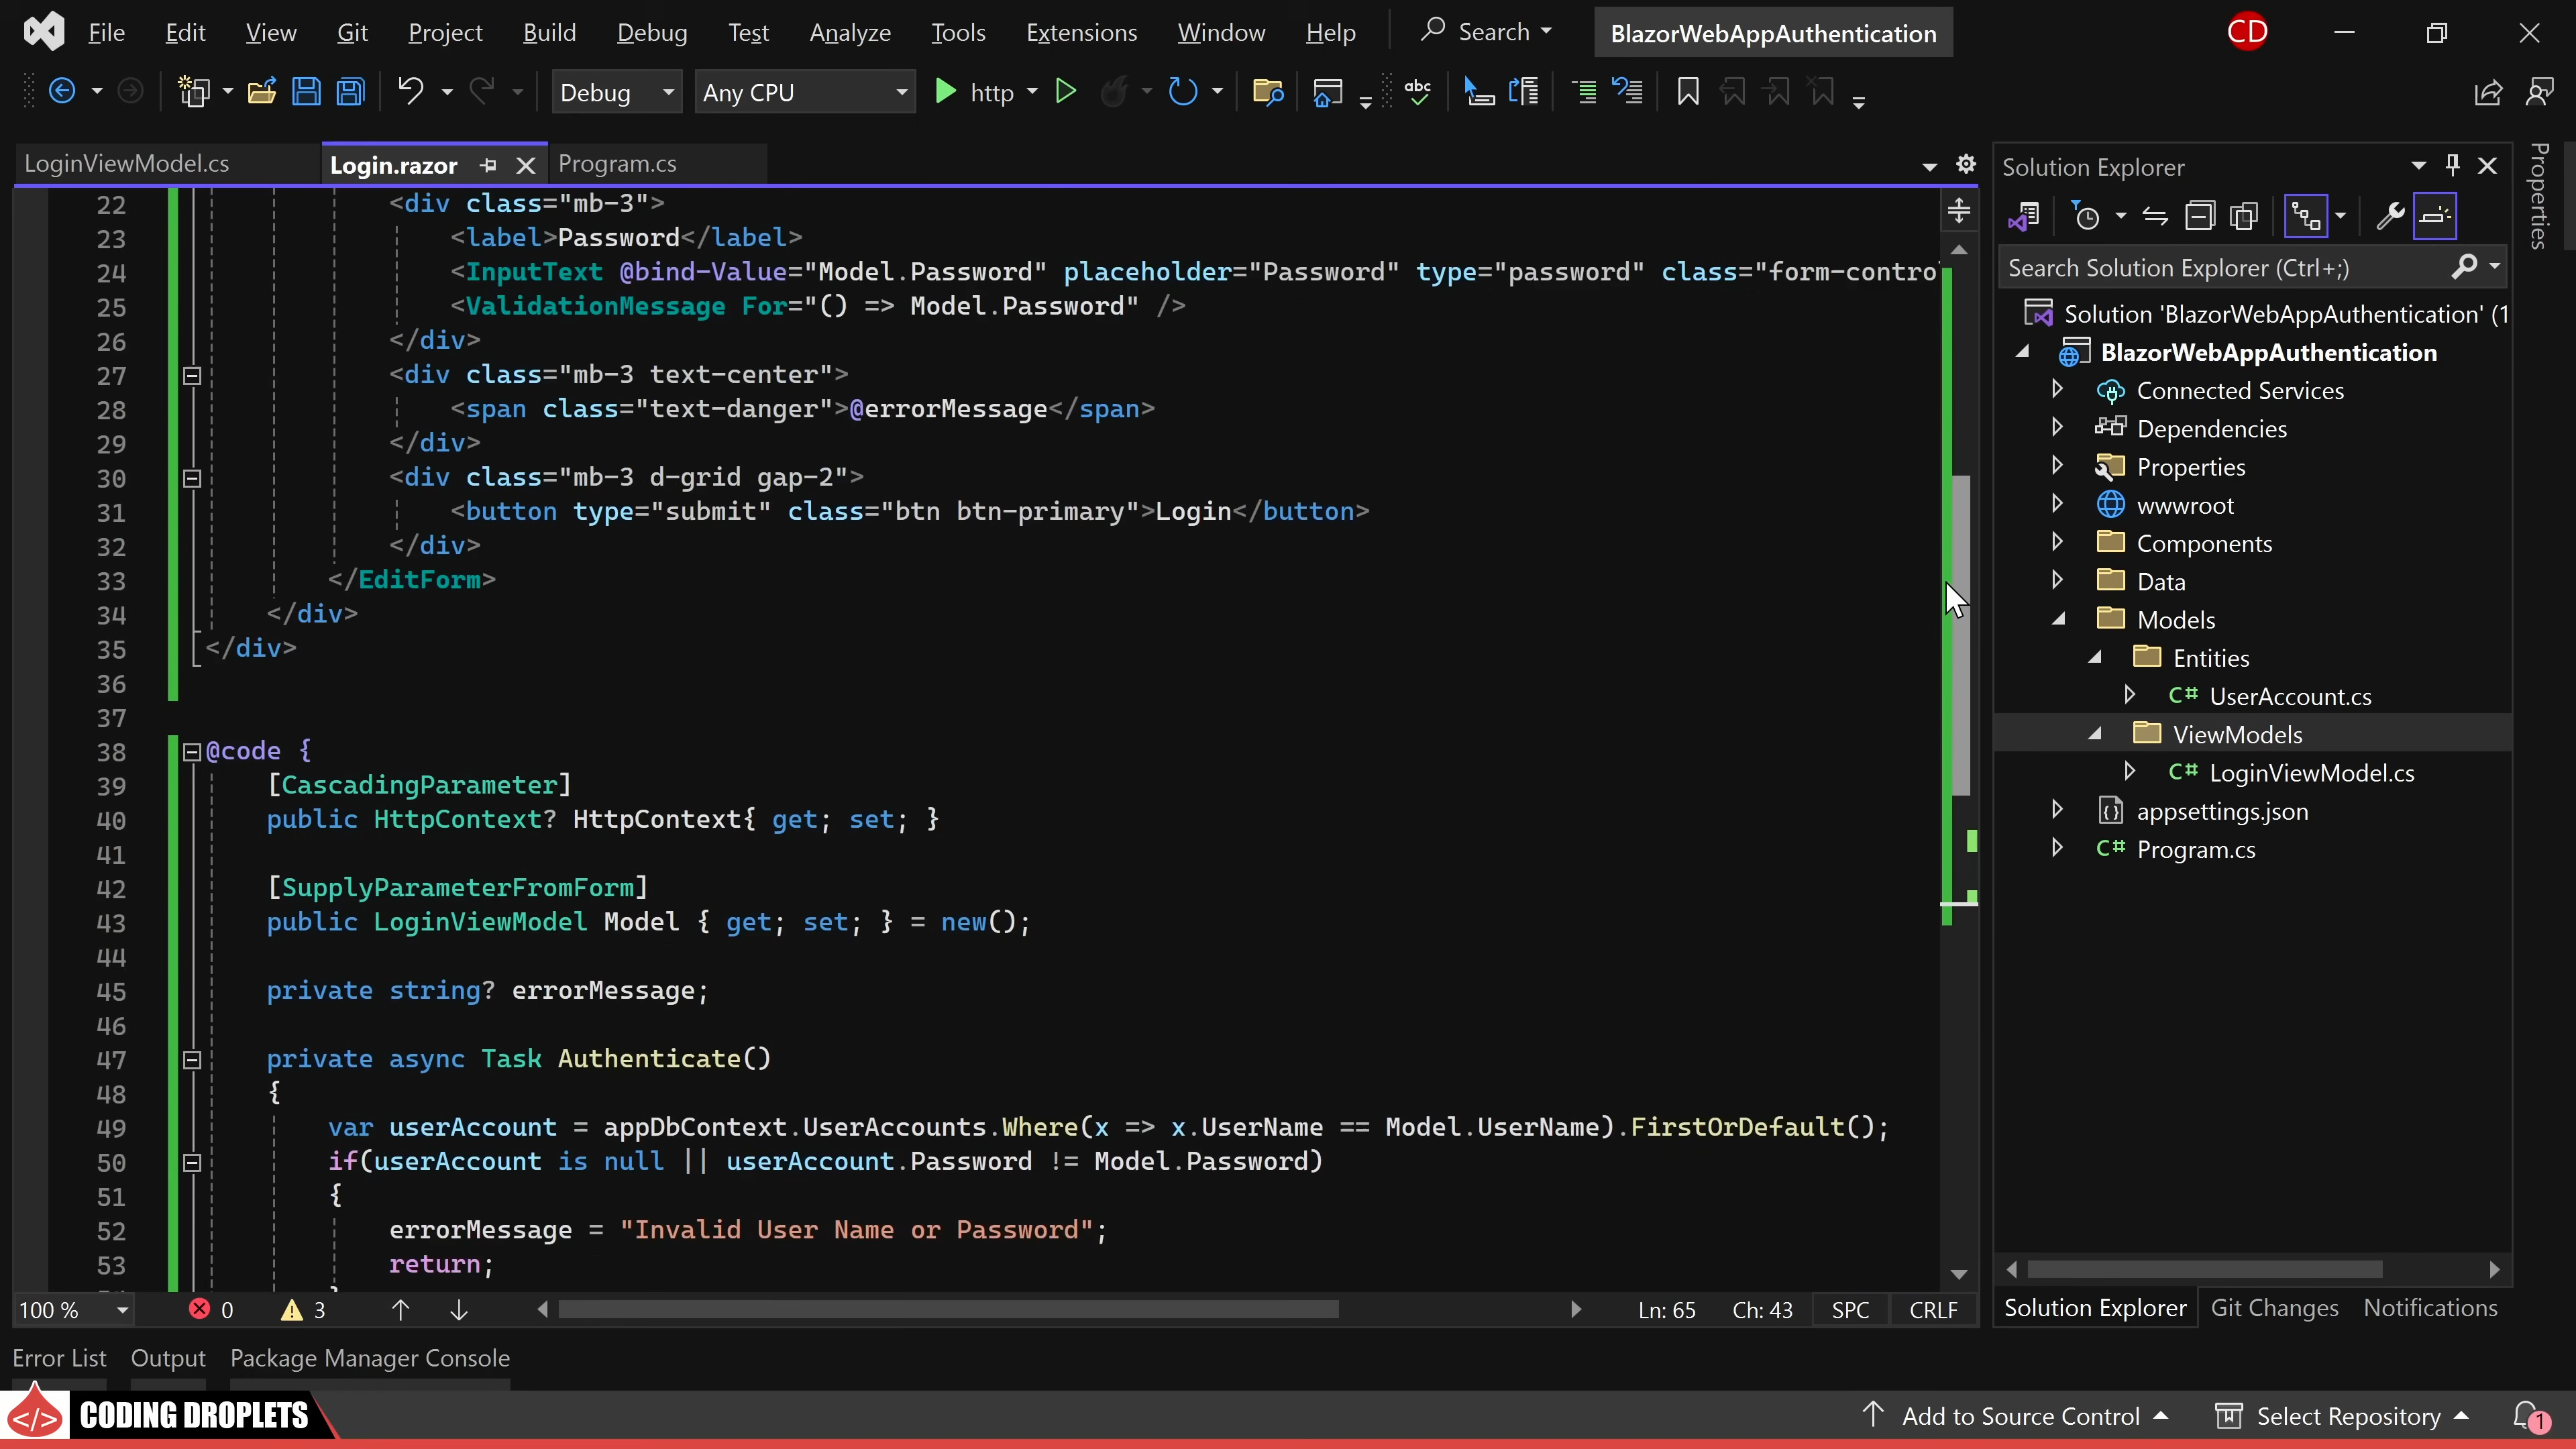 File Edit View Git Project Build Debug Test Analyze Tools Extensions Window Help Search BlazorWebAppAuthentication CD
Debug Any CPU http abc
LoginViewModel.cs Login.razor Program.cs
22 <div class="mb-3">
23 <label>Password</label>
24 <InputText @bind-Value="Model.Password" placeholder="Password" type="password" class="form-contro
25 <ValidationMessage For="() => Model.Password" />
26 </div>
27 <div class="mb-3 text-center">
28 <span class="text-danger">@errorMessage</span>
29 </div>
30 <div class="mb-3 d-grid gap-2">
31 <button type="submit" class="btn btn-primary">Login</button>
32 </div>
33 </EditForm>
34 </div>
35 </div>
36
37
38 @code {
39 [CascadingParameter]
40 public HttpContext? HttpContext{ get; set; }
41
42 [SupplyParameterFromForm]
43 public LoginViewModel Model { get; set; } = new();
44
45 private string? errorMessage;
46
47 private async Task Authenticate()
48 {
49 var userAccount = appDbContext.UserAccounts.Where(x => x.UserName == Model.UserName).FirstOrDefault();
50 if(userAccount is null || userAccount.Password != Model.Password)
51 {
52 errorMessage = "Invalid User Name or Password";
53 return;
100 % 0 3 Ln: 65 Ch: 43 SPC CRLF
Solution Explorer
Search Solution Explorer (Ctrl+;)
Solution 'BlazorWebAppAuthentication' (1
BlazorWebAppAuthentication
Connected Services
Dependencies
Properties
wwwroot
Components
Data
Models
Entities
C# UserAccount.cs
ViewModels
C# LoginViewModel.cs
appsettings.json
C# Program.cs
Solution Explorer Git Changes Notifications
Properties
Error List Output Package Manager Console
</> CODING DROPLETS
Add to Source Control Select Repository 1